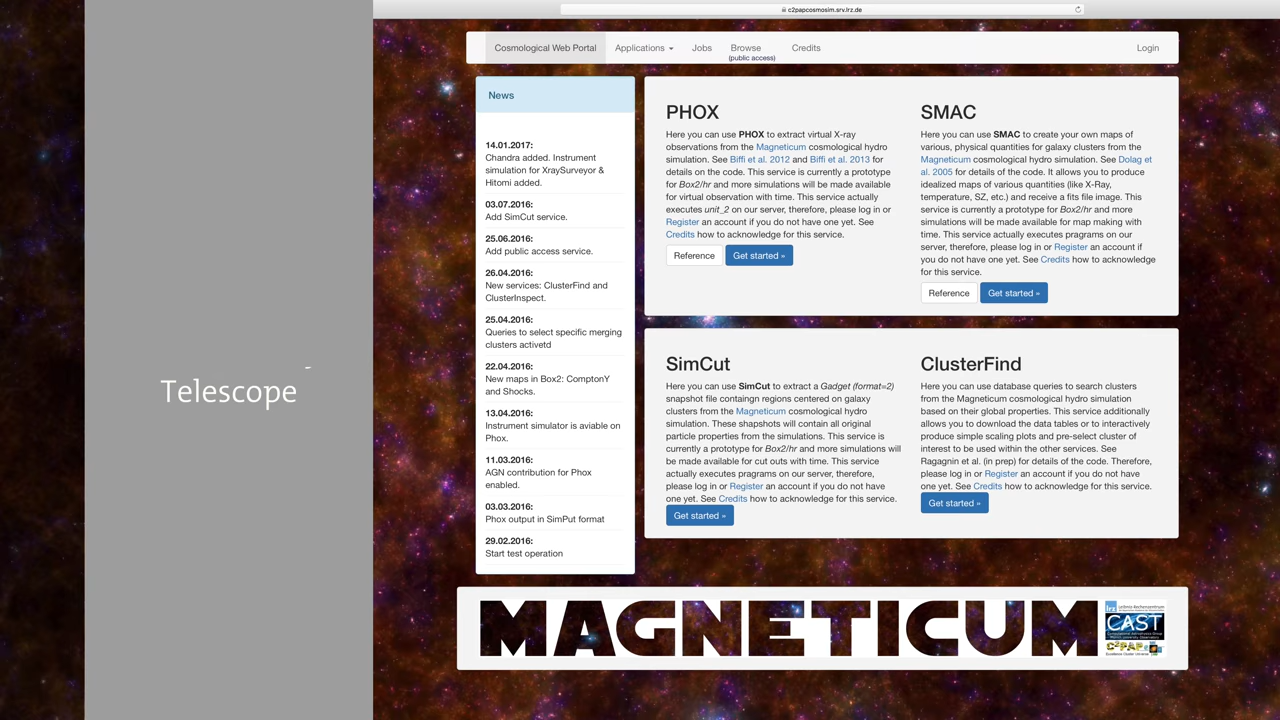 c2papcosmosim.srv.lrz.de
Cosmological Web Portal
Applications
Jobs
Browse
(public access)
Credits
Login
Telescope
News
14.01.2017:
Chandra added. Instrument
simulation for XraySurveyor &
Hitomi added.
03.07.2016:
Add SimCut service.
25.06.2016:
Add public access service.
26.04.2016:
New services: ClusterFind and
ClusterInspect.
25.04.2016:
Queries to select specific merging
clusters activetd
22.04.2016:
New maps in Box2: ComptonY
and Shocks.
13.04.2016:
Instrument simulator is aviable on
Phox.
11.03.2016:
AGN contribution for Phox
enabled.
03.03.2016:
Phox output in SimPut format
29.02.2016:
Start test operation
PHOX
Here you can use PHOX to extract virtual X-ray
observations from the Magneticum cosmological hydro
simulation. See Biffi et al. 2012 and Biffi et al. 2013 for
details on the code. This service is currently a prototype
for Box2/hr and more simulations will be made available
for virtual observation with time. This service actually
executes unit_2 on our server, therefore, please log in or
Register an account if you do not have one yet. See
Credits how to acknowledge for this service.
Reference
Get started »
SMAC
Here you can use SMAC to create your own maps of
various, physical quantities for galaxy clusters from the
Magneticum cosmological hydro simulation. See Dolag et
al. 2005 for details of the code. It allows you to produce
idealized maps of various quantities (like X-Ray,
temperature, SZ, etc.) and receive a fits file image. This
service is currently a prototype for Box2/hr and more
simulations will be made available for map making with
time. This service actually executes pragrams on our
server, therefore, please log in or Register an account if
you do not have one yet. See Credits how to acknowledge
for this service.
Reference
Get started »
SimCut
Here you can use SimCut to extract a Gadget (format=2)
snapshot file containgn regions centered on galaxy
clusters from the Magneticum cosmological hydro
simulation. These shapshots will contain all original
particle properties from the simulations. This service is
currently a prototype for Box2/hr and more simulations will
be made available for cut outs with time. This service
actually executes programs on our server, therefore,
please log in or Register an account if you do not have
one yet. See Credits how to acknowledge for this service.
Get started »
ClusterFind
Here you can use database queries to search clusters
from the Magneticum cosmological hydro simulation
based on their global properties. This service additionally
allows you to download the data tables or to interactively
produce simple scaling plots and pre-select cluster of
interest to be used within the other services. See
Ragagnin et al. (in prep) for details of the code. Therefore,
please log in or Register an account if you do not have
one yet. See Credits how to acknowledge for this service.
Get started »
MAGNETICUM
lrz
CAST
C2PAP